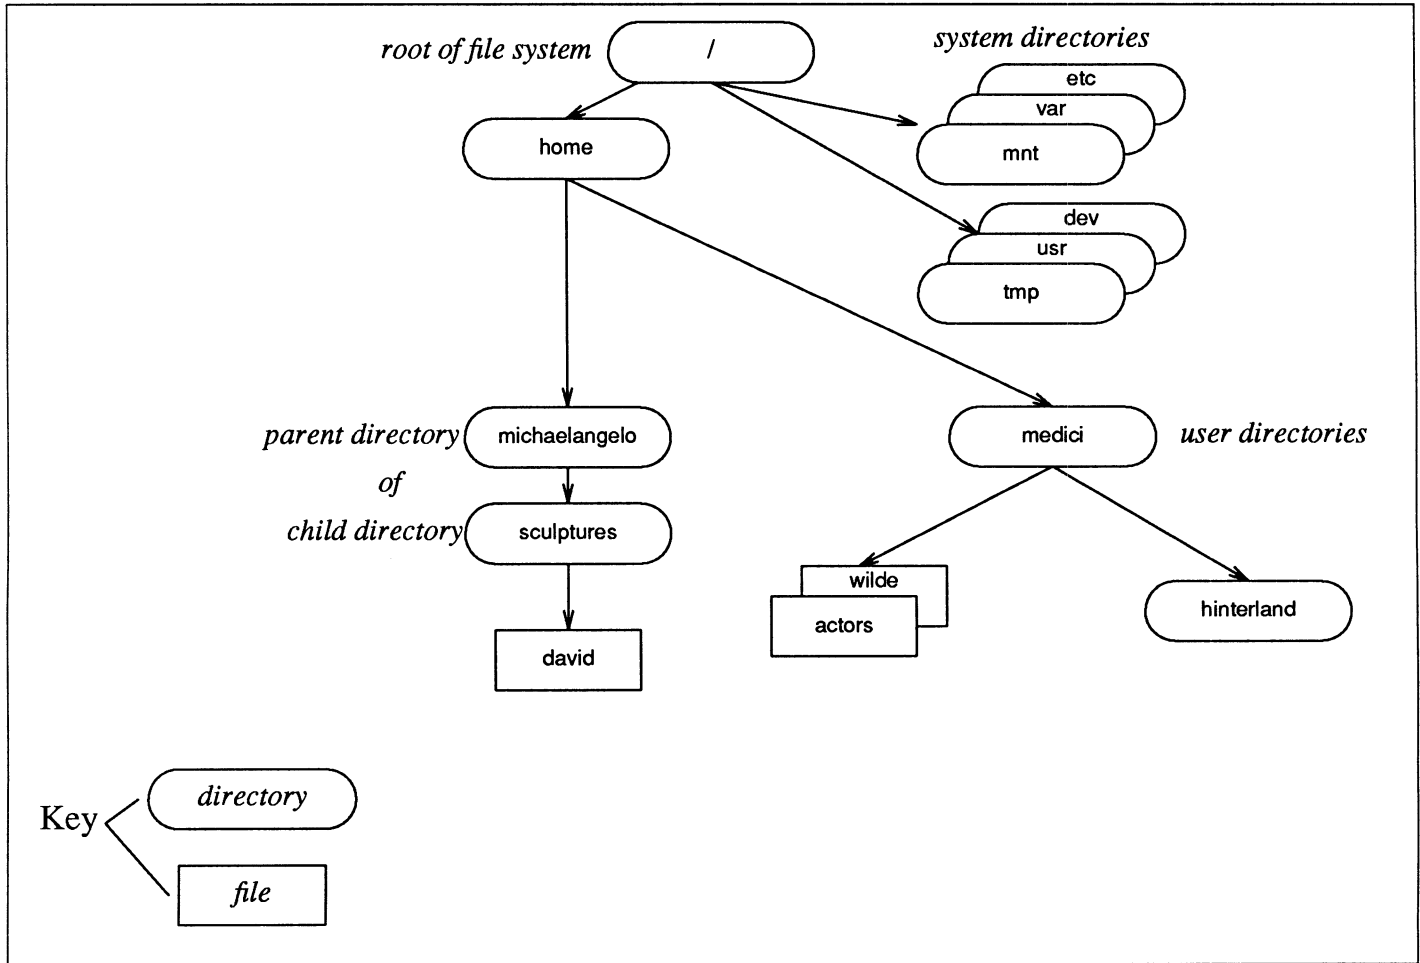 root of file system
/
system directories
etc
var
mnt
home
dev
usr
tmp
parent directory
michaelangelo
medici
user directories
of
child directory
sculptures
wilde
actors
hinterland
david
Key
directory
file